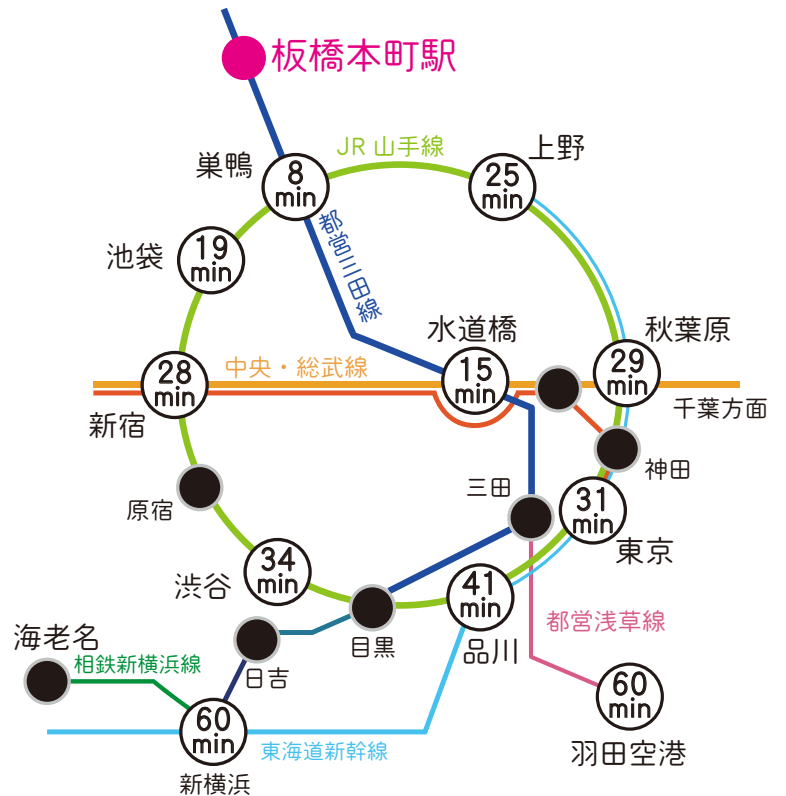 板橋本町駅
JR 山手線
上野
巣鴨
8
min
25
min
都営三田線
池袋
19
min
水道橋
秋葉原
中央・総武線
15
min
29
min
28
min
千葉方面
新宿
神田
三田
原宿
31
min
東京
34
min
渋谷
41
min
都営浅草線
海老名
目黒
品川
相鉄新横浜線
日吉
60
min
60
min
東海道新幹線
羽田空港
新横浜